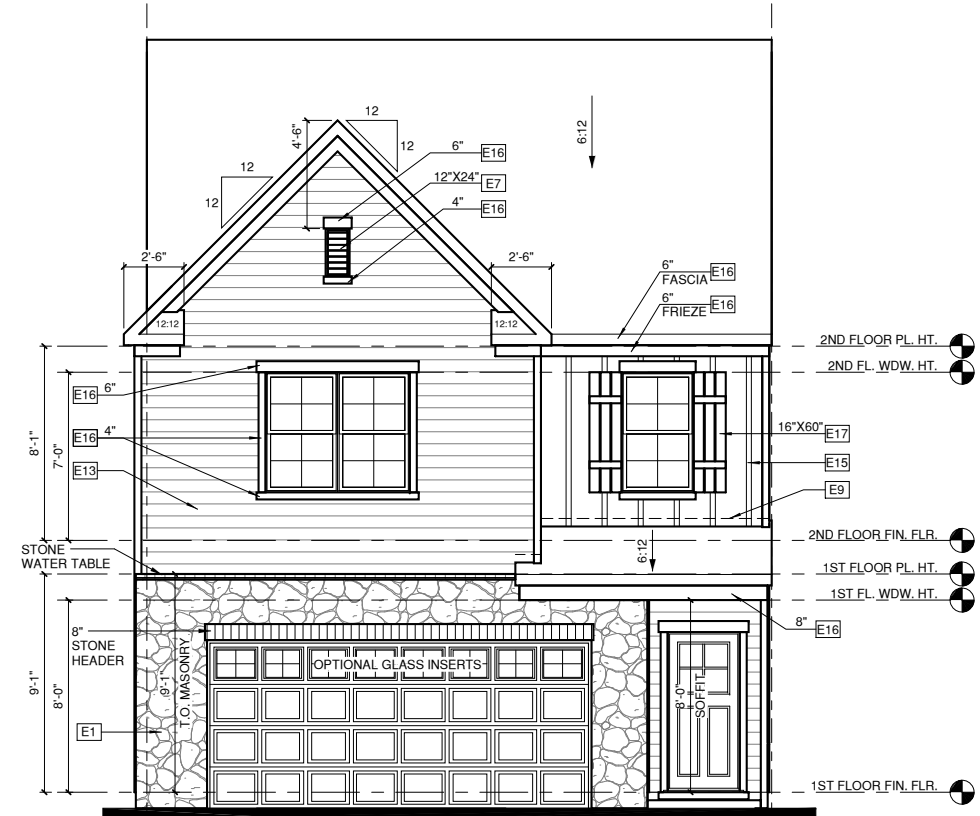 12
4'-6"
6" E16
12
12"X24" E7
12
4" E16
6:12
2'-6"
2'-6"
6"
FASCIA E16
6"
FRIEZE E16
12:12
12:12
2ND FLOOR PL. HT.
2ND FL. WDW. HT.
E16 6"
E16 4"
16"X60" E17
8'-1"
7'-0"
E13
E15
E9
2ND FLOOR FIN. FLR.
STONE
WATER TABLE
6:12
1ST FLOOR PL. HT.
1ST FL. WDW. HT.
8"
STONE
HEADER
8"
E16
OPTIONAL GLASS INSERTS
9'-1"
8'-0"
9'-1"
T.O. MASONRY
8'-0"
SOFFIT
E1
1ST FLOOR FIN. FLR.